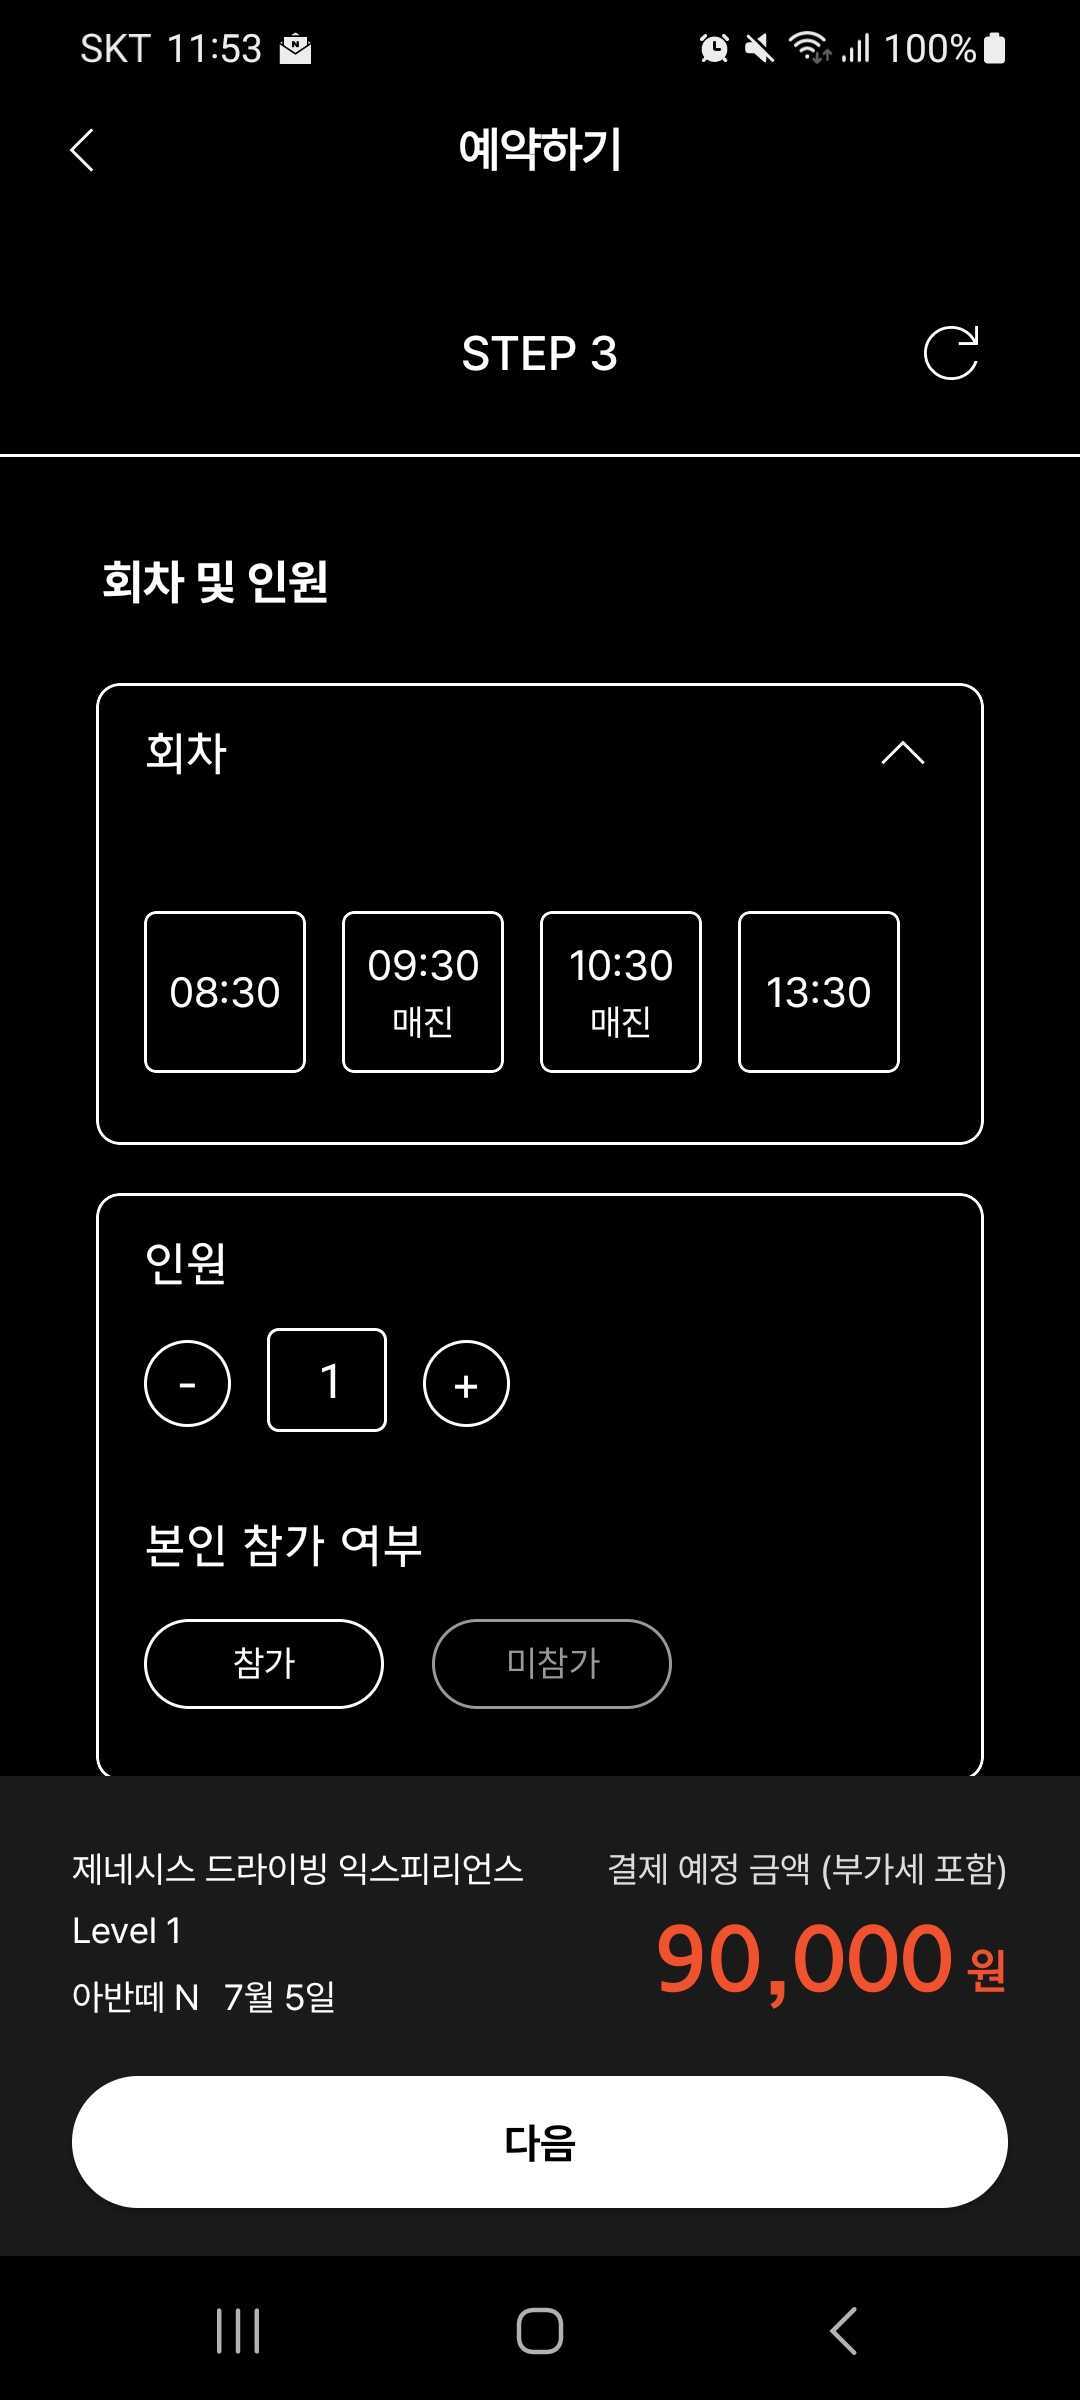 SKT 11:53 100%
예약하기
STEP 3
회차 및 인원
회차
08:30
09:30
매진
10:30
매진
13:30
인원
- 1 +
본인 참가 여부
참가 미참가
제네시스 드라이빙 익스피리언스
Level 1
아반떼 N 7월 5일
결제 예정 금액 (부가세 포함)
90,000 원
다음